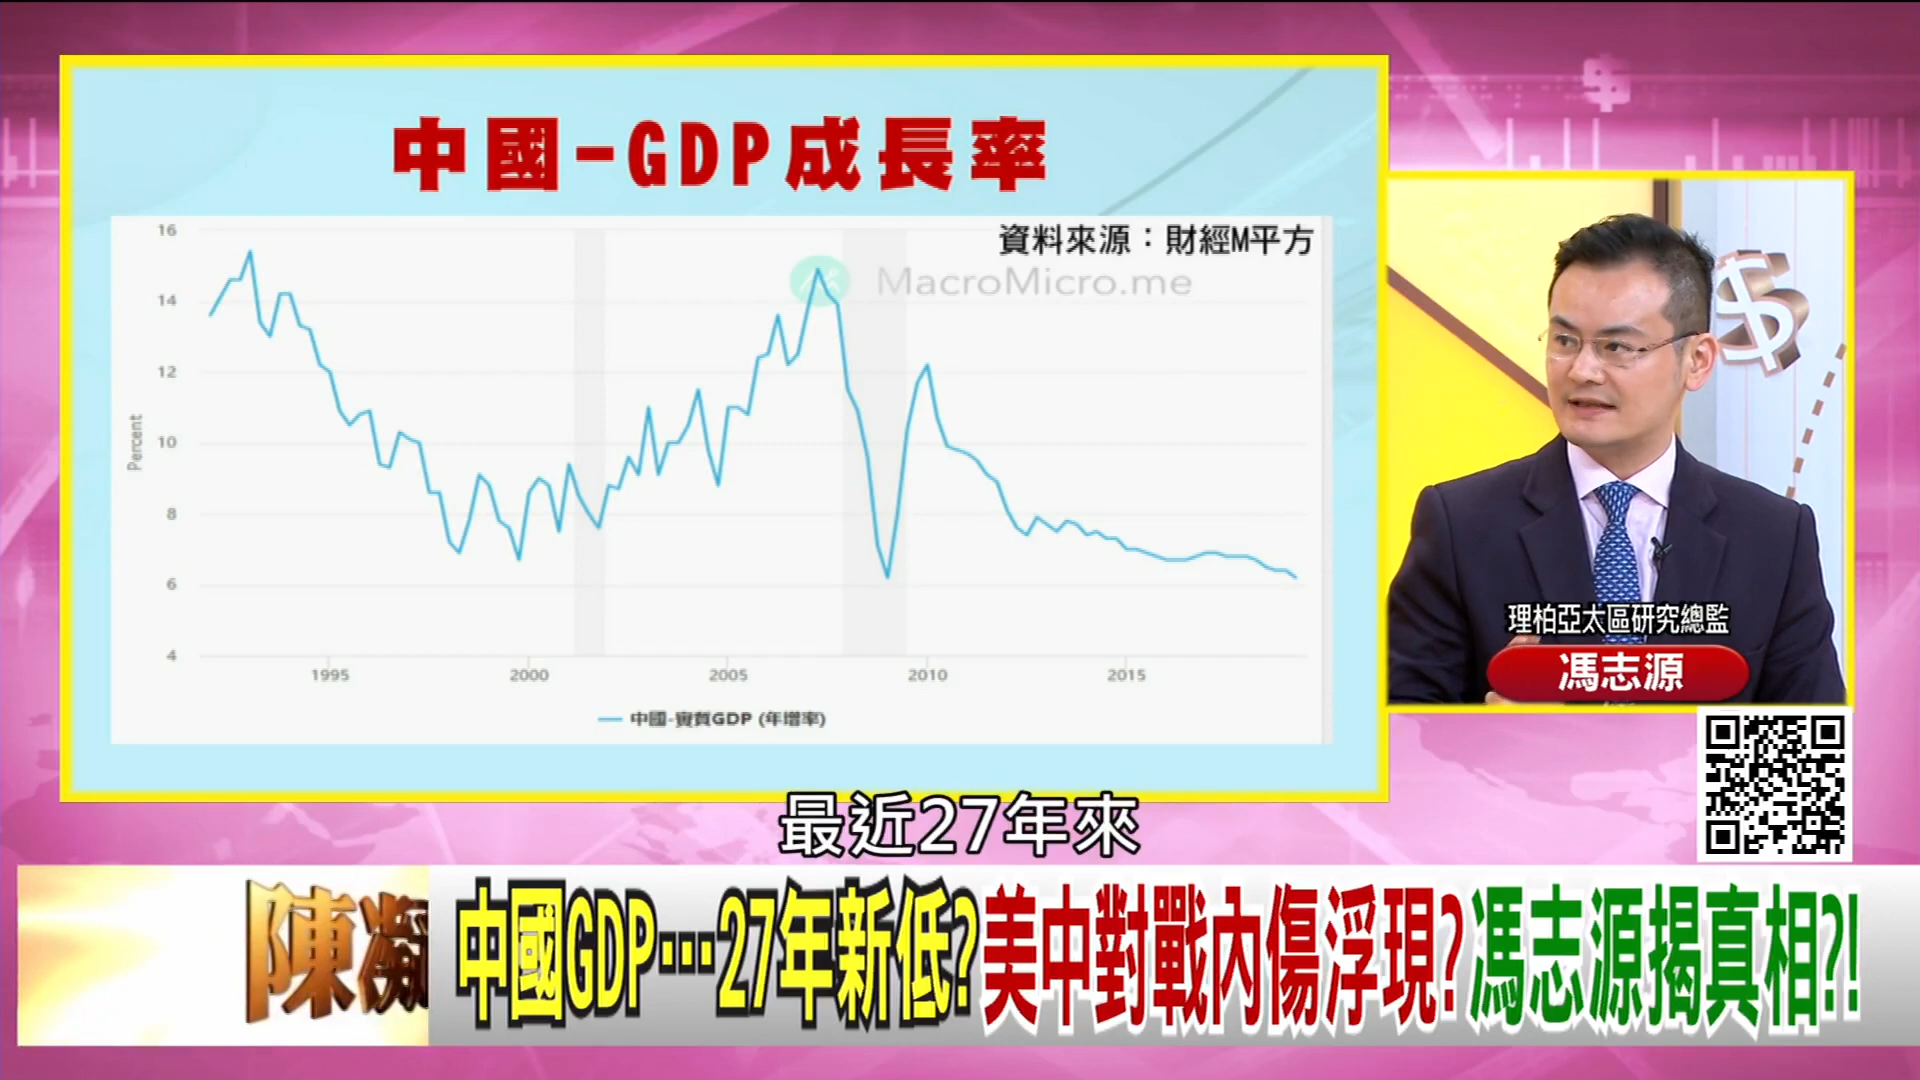 中國-GDP成長率
資料來源：財經M平方
MacroMicro.me
16
14
12
10
8
6
4
Percent
1995
2000
2005
2010
2015
中國-實質GDP (年增率)
理柏亞太區研究總監
馮志源
最近27年來
陳凝
中國GDP…27年新低?美中對戰內傷浮現?馮志源揭真相?!